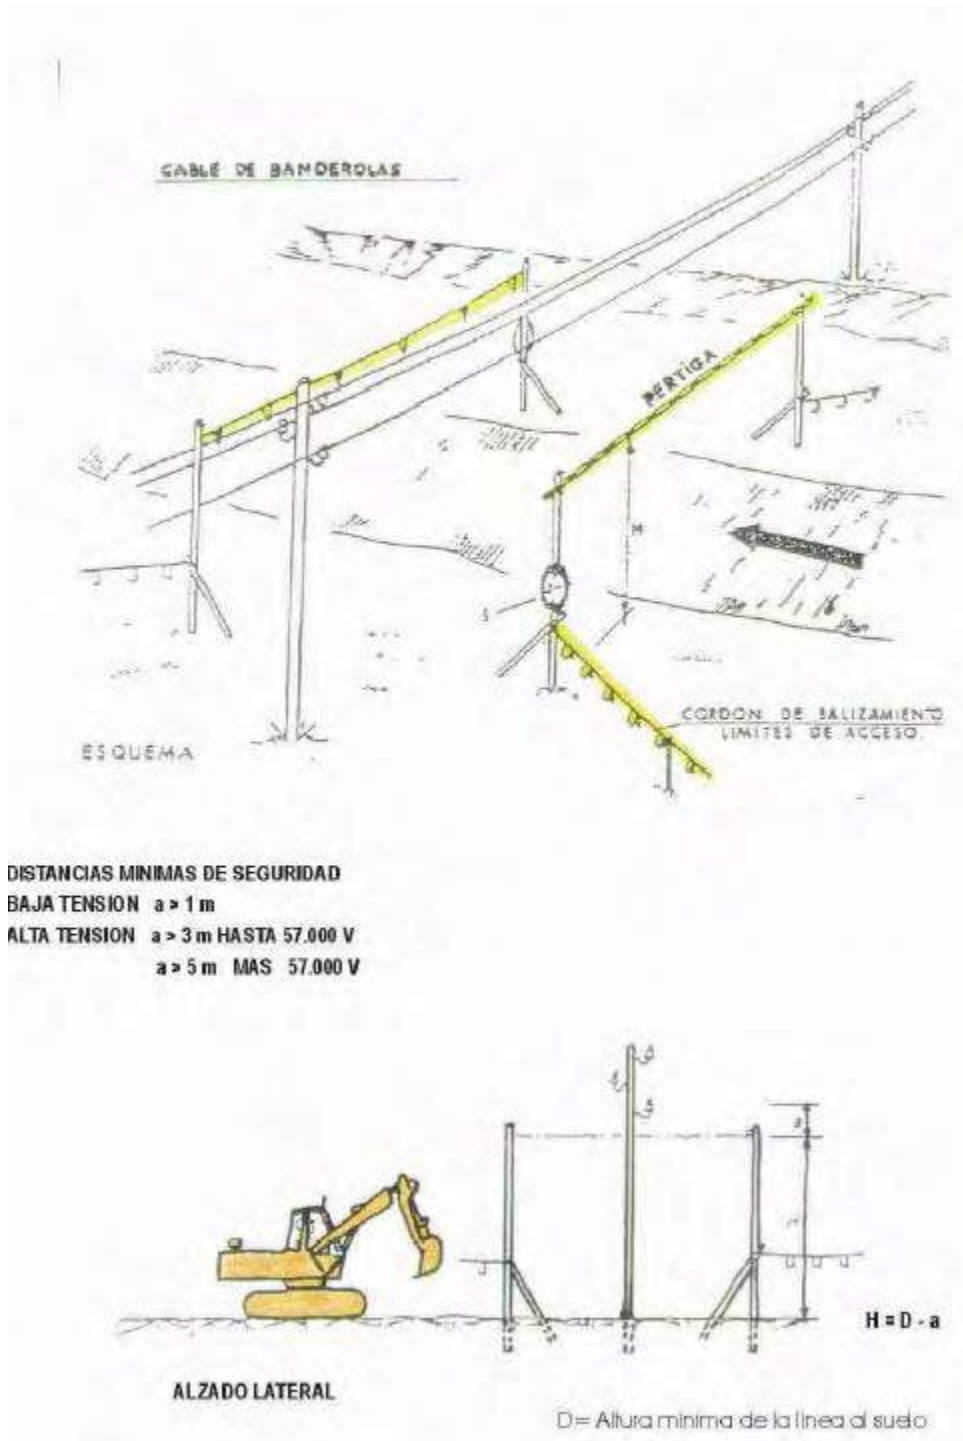 CABLE DE BANDEROLAS
PERTIGA
H
S
CORDON DE BALIZAMIENTO
LIMITES DE ACCESO.
ESQUEMA
DISTANCIAS MINIMAS DE SEGURIDAD
BAJA TENSION a > 1 m
ALTA TENSION a > 3 m HASTA 57.000 V
a > 5 m MAS 57.000 V
H = D - a
ALZADO LATERAL
D= Altura minima de la linea al suelo